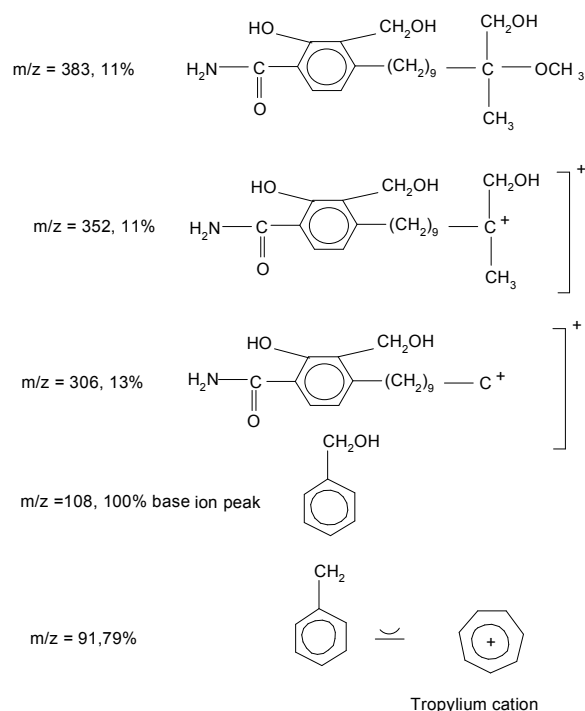 HO CH₂OH CH₂OH
m/z = 383, 11% H₂N C (CH₂)₉ C OCH₃
O CH₃
+
HO CH₂OH CH₂OH
m/z = 352, 11% H₂N C (CH₂)₉ C +
O CH₃
+
HO CH₂OH
m/z = 306, 13% H₂N C (CH₂)₉ C +
O
CH₂OH
m/z =108, 100% base ion peak
CH₂
m/z = 91,79% +
Tropylium cation